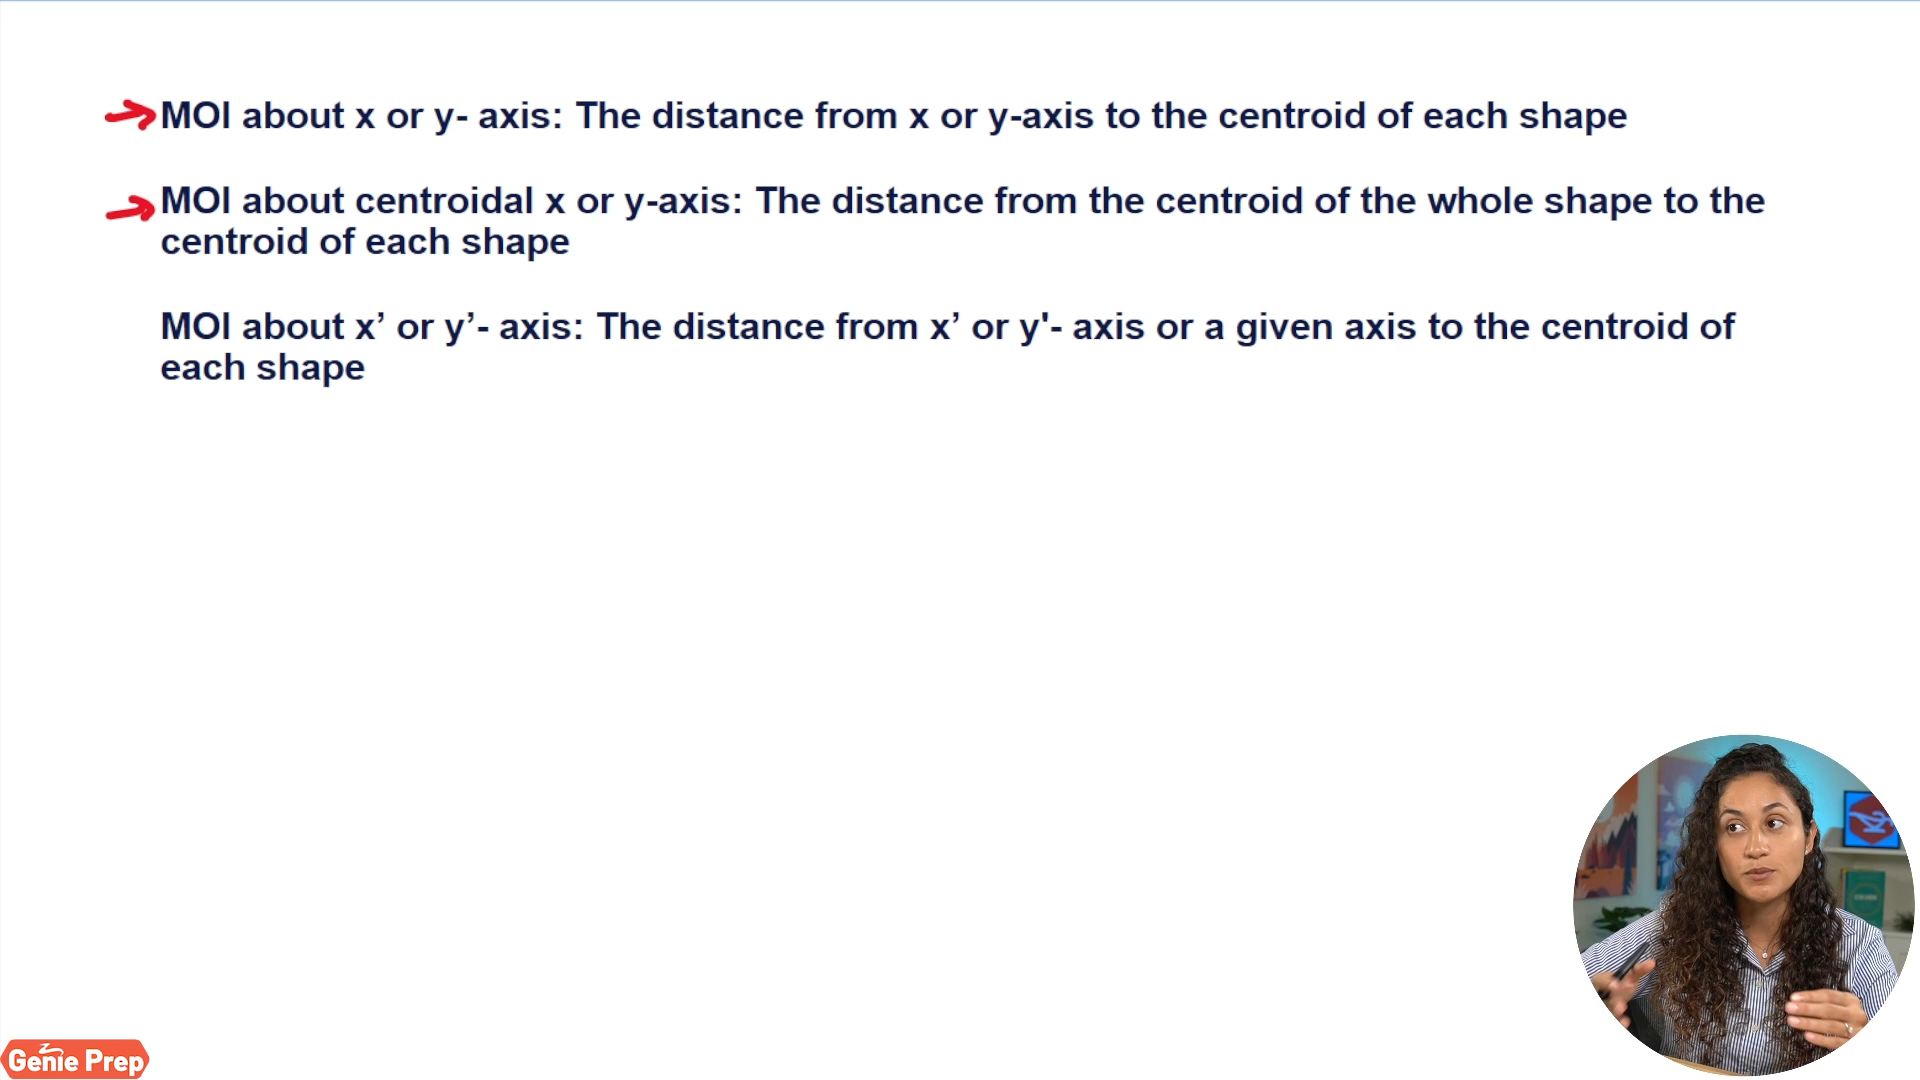 MOI about x or y- axis: The distance from x or y-axis to the centroid of each shape
MOI about centroidal x or y-axis: The distance from the centroid of the whole shape to the
centroid of each shape
MOI about x’ or y’- axis: The distance from x’ or y'- axis or a given axis to the centroid of
each shape
Genie Prep